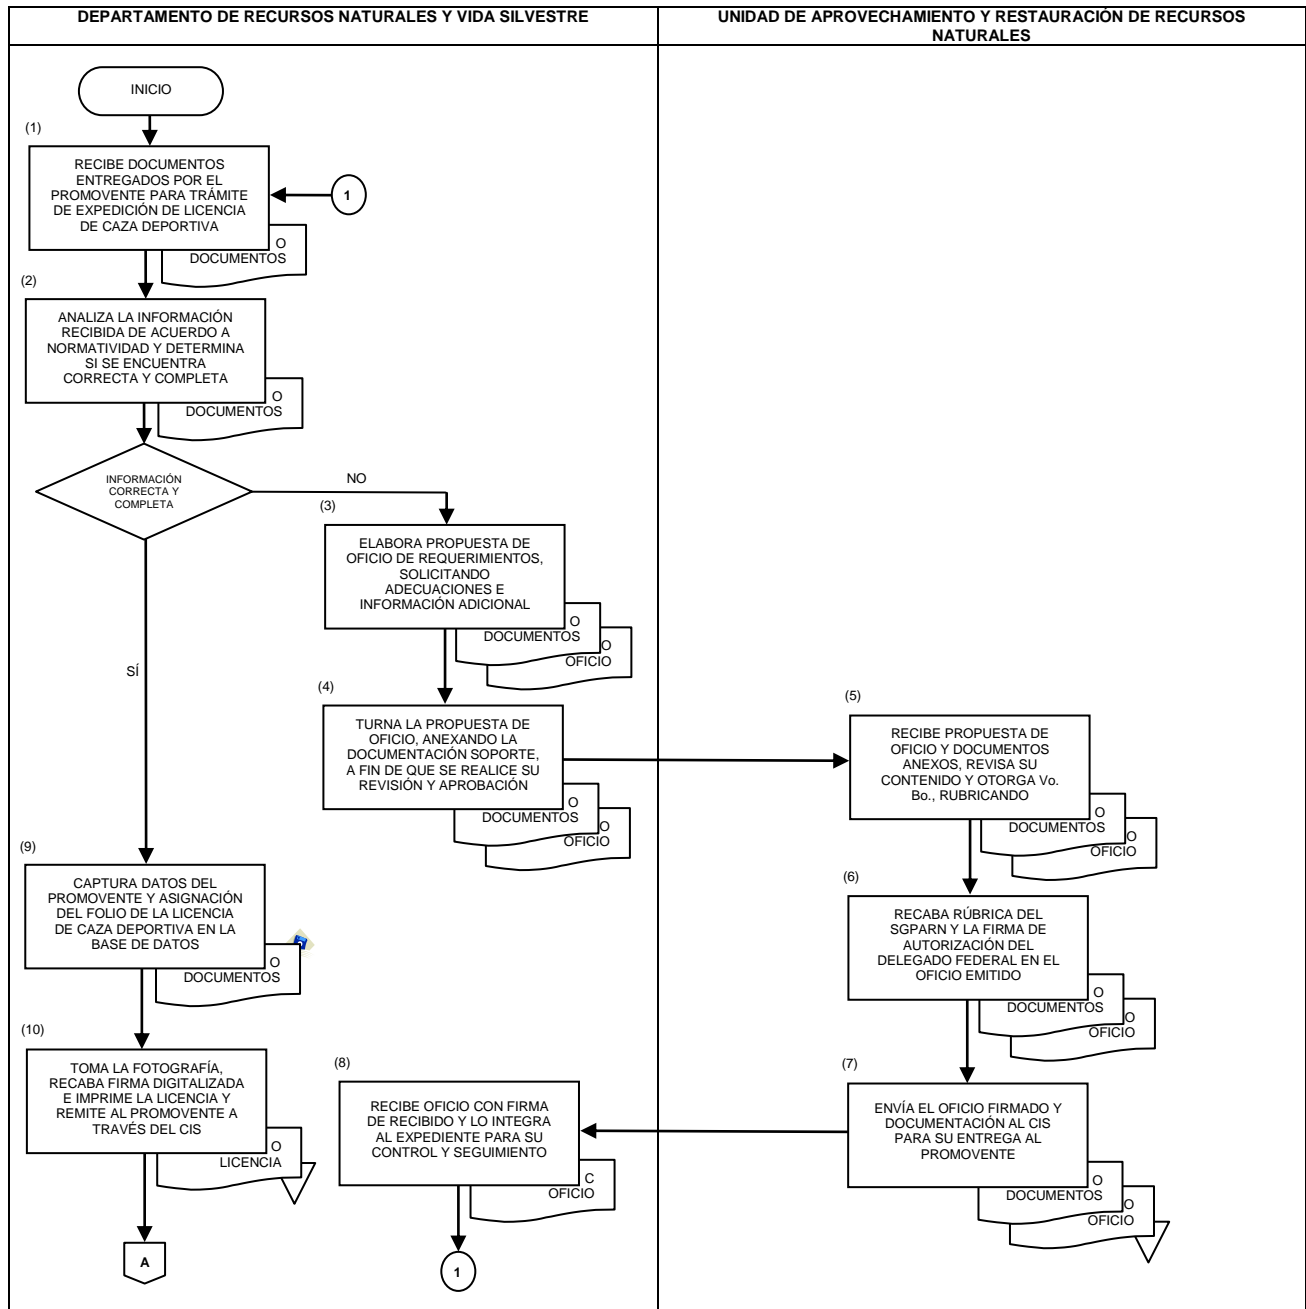 DEPARTAMENTO DE RECURSOS NATURALES Y VIDA SILVESTRE
UNIDAD DE APROVECHAMIENTO Y RESTAURACIÓN DE RECURSOS
NATURALES
INICIO
(1)
RECIBE DOCUMENTOS
ENTREGADOS POR EL
PROMOVENTE PARA TRÁMITE
DE EXPEDICIÓN DE LICENCIA
DE CAZA DEPORTIVA
1
O
DOCUMENTOS
(2)
ANALIZA LA INFORMACIÓN
RECIBIDA DE ACUERDO A
NORMATIVIDAD Y DETERMINA
SI SE ENCUENTRA
CORRECTA Y COMPLETA
O
DOCUMENTOS
INFORMACIÓN
CORRECTA Y
COMPLETA
NO
(3)
ELABORA PROPUESTA DE
OFICIO DE REQUERIMIENTOS,
SOLICITANDO
ADECUACIONES E
INFORMACIÓN ADICIONAL
O
DOCUMENTOS
O
OFICIO
SÍ
(4)
TURNA LA PROPUESTA DE
OFICIO, ANEXANDO LA
DOCUMENTACIÓN SOPORTE,
A FIN DE QUE SE REALICE SU
REVISIÓN Y APROBACIÓN
O
DOCUMENTOS
O
OFICIO
(5)
RECIBE PROPUESTA DE
OFICIO Y DOCUMENTOS
ANEXOS, REVISA SU
CONTENIDO Y OTORGA Vo.
Bo., RUBRICANDO
O
DOCUMENTOS
O
OFICIO
(6)
RECABA RÚBRICA DEL
SGPARN Y LA FIRMA DE
AUTORIZACIÓN DEL
DELEGADO FEDERAL EN EL
OFICIO EMITIDO
O
DOCUMENTOS
O
OFICIO
(7)
ENVÍA EL OFICIO FIRMADO Y
DOCUMENTACIÓN AL CIS
PARA SU ENTREGA AL
PROMOVENTE
O
DOCUMENTOS
O
OFICIO
(8)
RECIBE OFICIO CON FIRMA
DE RECIBIDO Y LO INTEGRA
AL EXPEDIENTE PARA SU
CONTROL Y SEGUIMIENTO
C
OFICIO
1
(9)
CAPTURA DATOS DEL
PROMOVENTE Y ASIGNACIÓN
DEL FOLIO DE LA LICENCIA
DE CAZA DEPORTIVA EN LA
BASE DE DATOS
O
DOCUMENTOS
(10)
TOMA LA FOTOGRAFÍA,
RECABA FIRMA DIGITALIZADA
E IMPRIME LA LICENCIA Y
REMITE AL PROMOVENTE A
TRAVÉS DEL CIS
O
LICENCIA
A